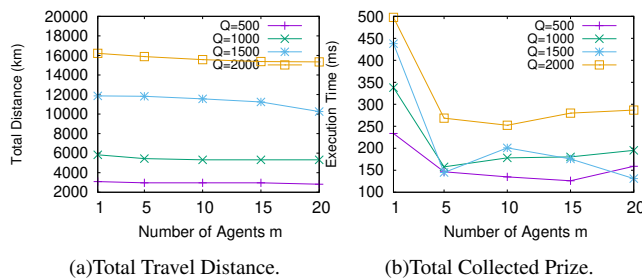 Total Distance (km)
20000
18000
16000
14000
12000
10000
8000
6000
4000
2000
Q=500
Q=1000
Q=1500
Q=2000
1 5 10 15 20
Number of Agents m
(a)Total Travel Distance.
Execution Time (ms)
500
450
400
350
300
250
200
150
100
Q=500
Q=1000
Q=1500
Q=2000
1 5 10 15 20
Number of Agents m
(b)Total Collected Prize.